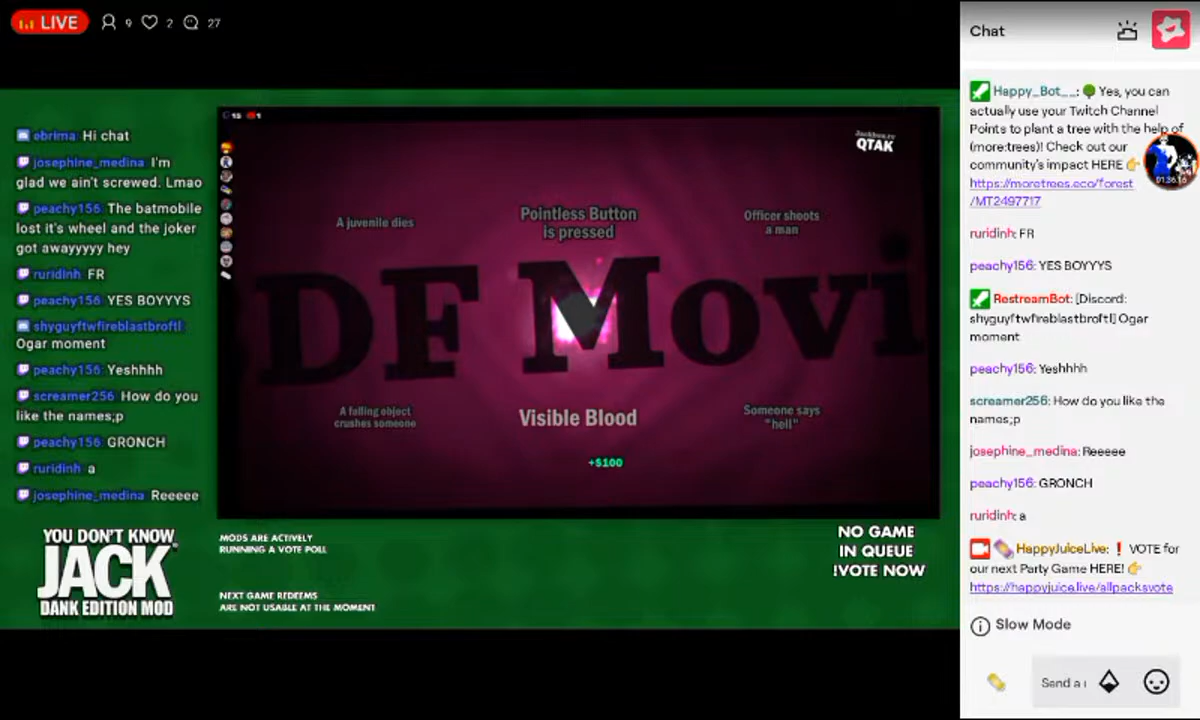 LIVE 9 2 27
ebrima Hi chat
josephine_medina I'm
glad we ain't screwed. Lmao
peachy156 The batmobile
lost it's wheel and the joker
got awayyyyy hey
ruridinh FR
peachy156 YES BOYYYS
shyguyftwfireblastbroftl
Ogar moment
peachy156 Yeshhhh
screamer256 How do you
like the names;p
peachy156 GRONCH
ruridinh a
josephine_medina Reeeee
YOU DON'T KNOW
JACK
DANK EDITION MOD
Jackbox.tv
QTAK
A juvenile dies
Pointless Button
is pressed
Officer shoots
a man
DF Movi
A falling object
crushes someone
Visible Blood
Someone says
"hell"
+$100
MODS ARE ACTIVELY
RUNNING A VOTE POLL
NEXT GAME REDEEMS
ARE NOT USABLE AT THE MOMENT
NO GAME
IN QUEUE
!VOTE NOW
Chat
Happy_Bot__: Yes, you can
actually use your Twitch Channel
Points to plant a tree with the help of
(more:trees)! Check out our
community's impact HERE
https://moretrees.eco/forest
/MT2497717
01:36:16
ruridinh: FR
peachy156: YES BOYYYS
RestreamBot: [Discord:
shyguyftwfireblastbroftl] Ogar
moment
peachy156: Yeshhhh
screamer256: How do you like the
names;p
josephine_medina: Reeeee
peachy156: GRONCH
ruridinh: a
HappyJuiceLive: ! VOTE for
our next Party Game HERE!
https://happyjuice.live/allpacksvote
Slow Mode
Send a